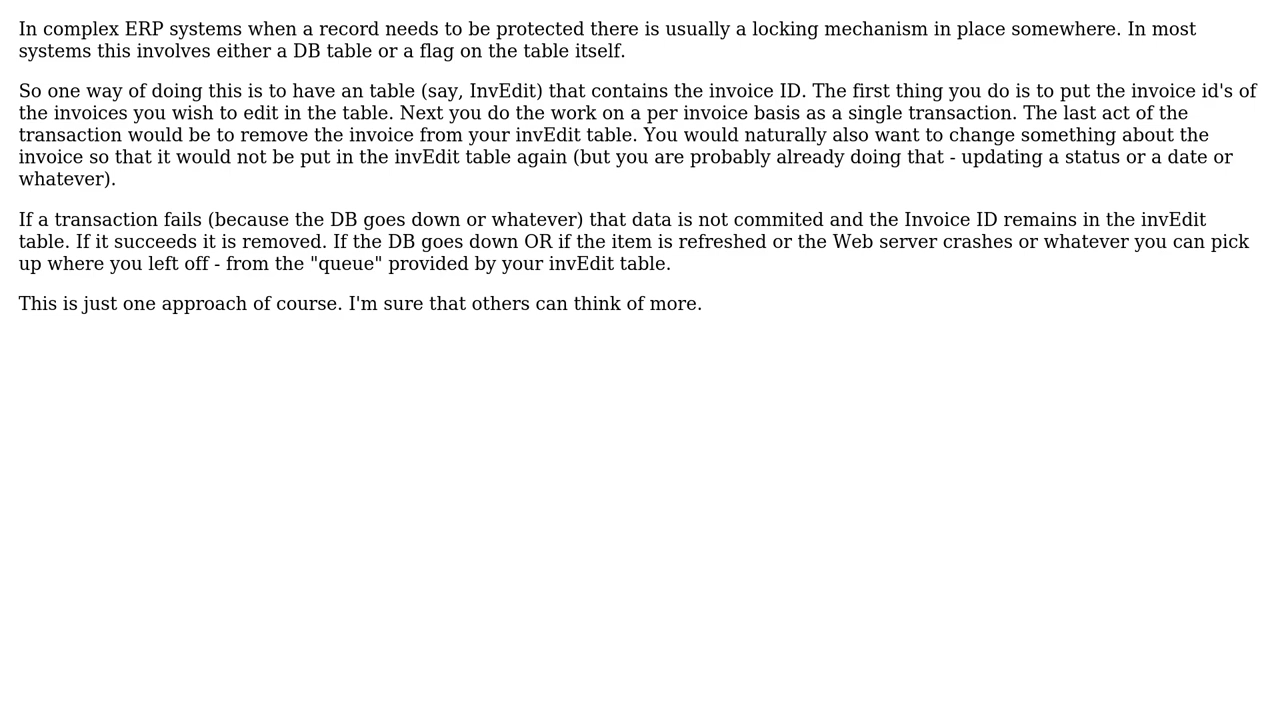 In complex ERP systems when a record needs to be protected there is usually a locking mechanism in place somewhere. In most
systems this involves either a DB table or a flag on the table itself.
So one way of doing this is to have an table (say, InvEdit) that contains the invoice ID. The first thing you do is to put the invoice id's of
the invoices you wish to edit in the table. Next you do the work on a per invoice basis as a single transaction. The last act of the
transaction would be to remove the invoice from your invEdit table. You would naturally also want to change something about the
invoice so that it would not be put in the invEdit table again (but you are probably already doing that - updating a status or a date or
whatever).
If a transaction fails (because the DB goes down or whatever) that data is not commited and the Invoice ID remains in the invEdit
table. If it succeeds it is removed. If the DB goes down OR if the item is refreshed or the Web server crashes or whatever you can pick
up where you left off - from the "queue" provided by your invEdit table.
This is just one approach of course. I'm sure that others can think of more.